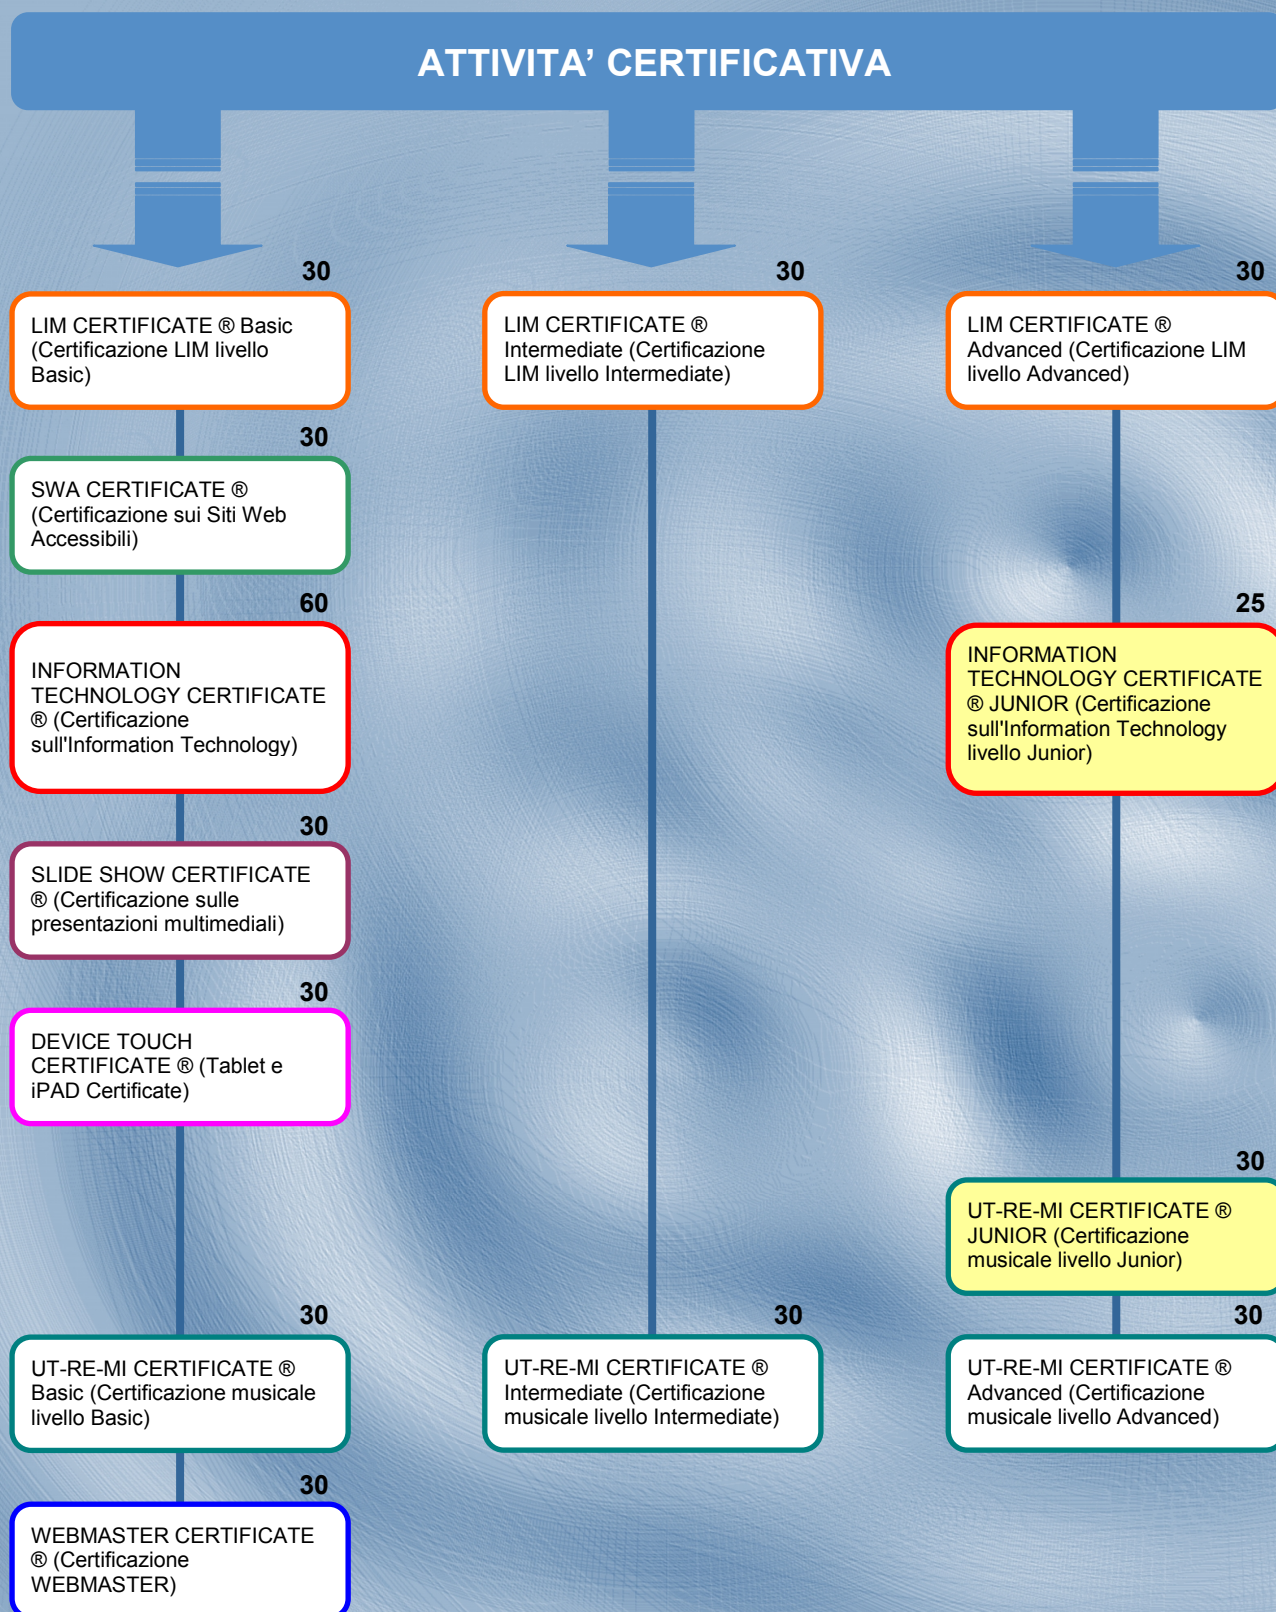 ATTIVITA’ CERTIFICATIVA
30
LIM CERTIFICATE ® Basic
(Certificazione LIM livello
Basic)
30
LIM CERTIFICATE ®
Intermediate (Certificazione
LIM livello Intermediate)
30
LIM CERTIFICATE ®
Advanced (Certificazione LIM
livello Advanced)
30
SWA CERTIFICATE ®
(Certificazione sui Siti Web
Accessibili)
60
INFORMATION
TECHNOLOGY CERTIFICATE
® (Certificazione
sull'Information Technology)
25
INFORMATION
TECHNOLOGY CERTIFICATE
® JUNIOR (Certificazione
sull'Information Technology
livello Junior)
30
SLIDE SHOW CERTIFICATE
® (Certificazione sulle
presentazioni multimediali)
30
DEVICE TOUCH
CERTIFICATE ® (Tablet e
iPAD Certificate)
30
UT-RE-MI CERTIFICATE ®
JUNIOR (Certificazione
musicale livello Junior)
30
UT-RE-MI CERTIFICATE ®
Basic (Certificazione musicale
livello Basic)
30
UT-RE-MI CERTIFICATE ®
Intermediate (Certificazione
musicale livello Intermediate)
30
UT-RE-MI CERTIFICATE ®
Advanced (Certificazione
musicale livello Advanced)
30
WEBMASTER CERTIFICATE
® (Certificazione
WEBMASTER)